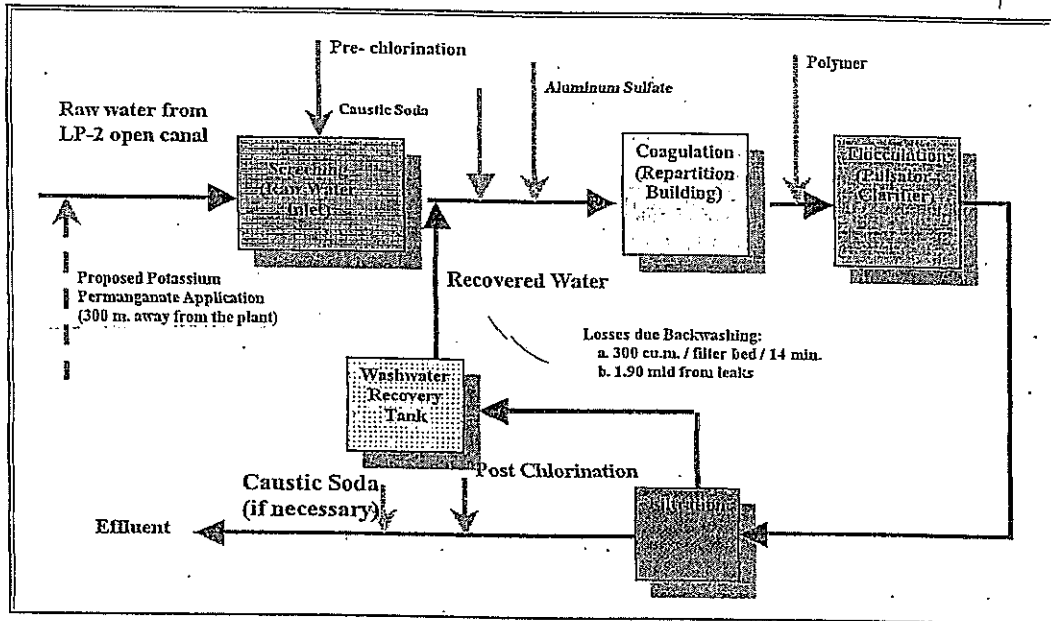 Pre- chlorination
Polymer
Caustic Soda
Aluminum Sulfate
Raw water from
LP-2 open canal
Screening
(Raw Water
Inlet)
Coagulation
(Repartition
Building)
Flocculation
(Pulsator
Clarifier)
Proposed Potassium
Permanganate Application
(300 m. away from the plant)
Recovered Water
Losses due Backwashing:
a. 300 cu.m. / filter bed / 14 min.
b. 1.90 mld from leaks
Washwater
Recovery
Tank
Post Chlorination
Caustic Soda
(if necessary)
Filtration
Effluent